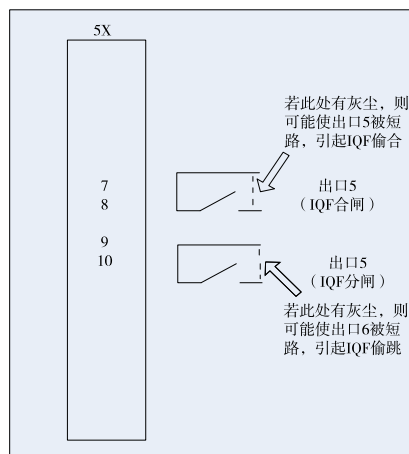 5X
若此处有灰尘，则
可能使出口5被短
路，引起IQF偷合
7
8
出口5
（IQF合闸）
9
10
出口5
（IQF分闸）
若此处有灰尘，则
可能使出口6被短
路，引起IQF偷跳